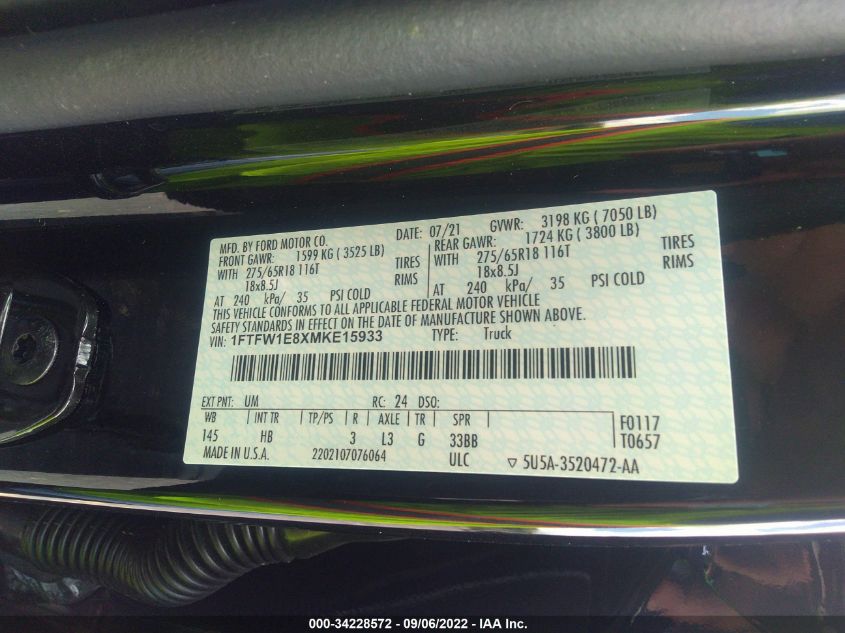 MFD. BY FORD MOTOR CO. DATE: 07/21 GVWR: 3198 KG ( 7050 LB)
FRONT GAWR: 1599 KG ( 3525 LB) REAR GAWR: 1724 KG ( 3800 LB)
WITH 275/65R18 116T TIRES WITH 275/65R18 116T TIRES
18x8.5J RIMS 18x8.5J RIMS
AT 240 kPa/ 35 PSI COLD AT 240 kPa/ 35 PSI COLD
THIS VEHICLE CONFORMS TO ALL APPLICABLE FEDERAL MOTOR VEHICLE
SAFETY STANDARDS IN EFFECT ON THE DATE OF MANUFACTURE SHOWN ABOVE.
VIN: 1FTFW1E8XMKE15933 TYPE: Truck
EXT PNT: UM RC: 24 DSO:
WB INT TR TP/PS R AXLE TR SPR F0117
145 HB 3 L3 G 33BB T0657
MADE IN U.S.A. 2202107076064 ULC ▽ 5U5A-3520472-AA
000-34228572 — 09/06/2022 — IAA Inc.